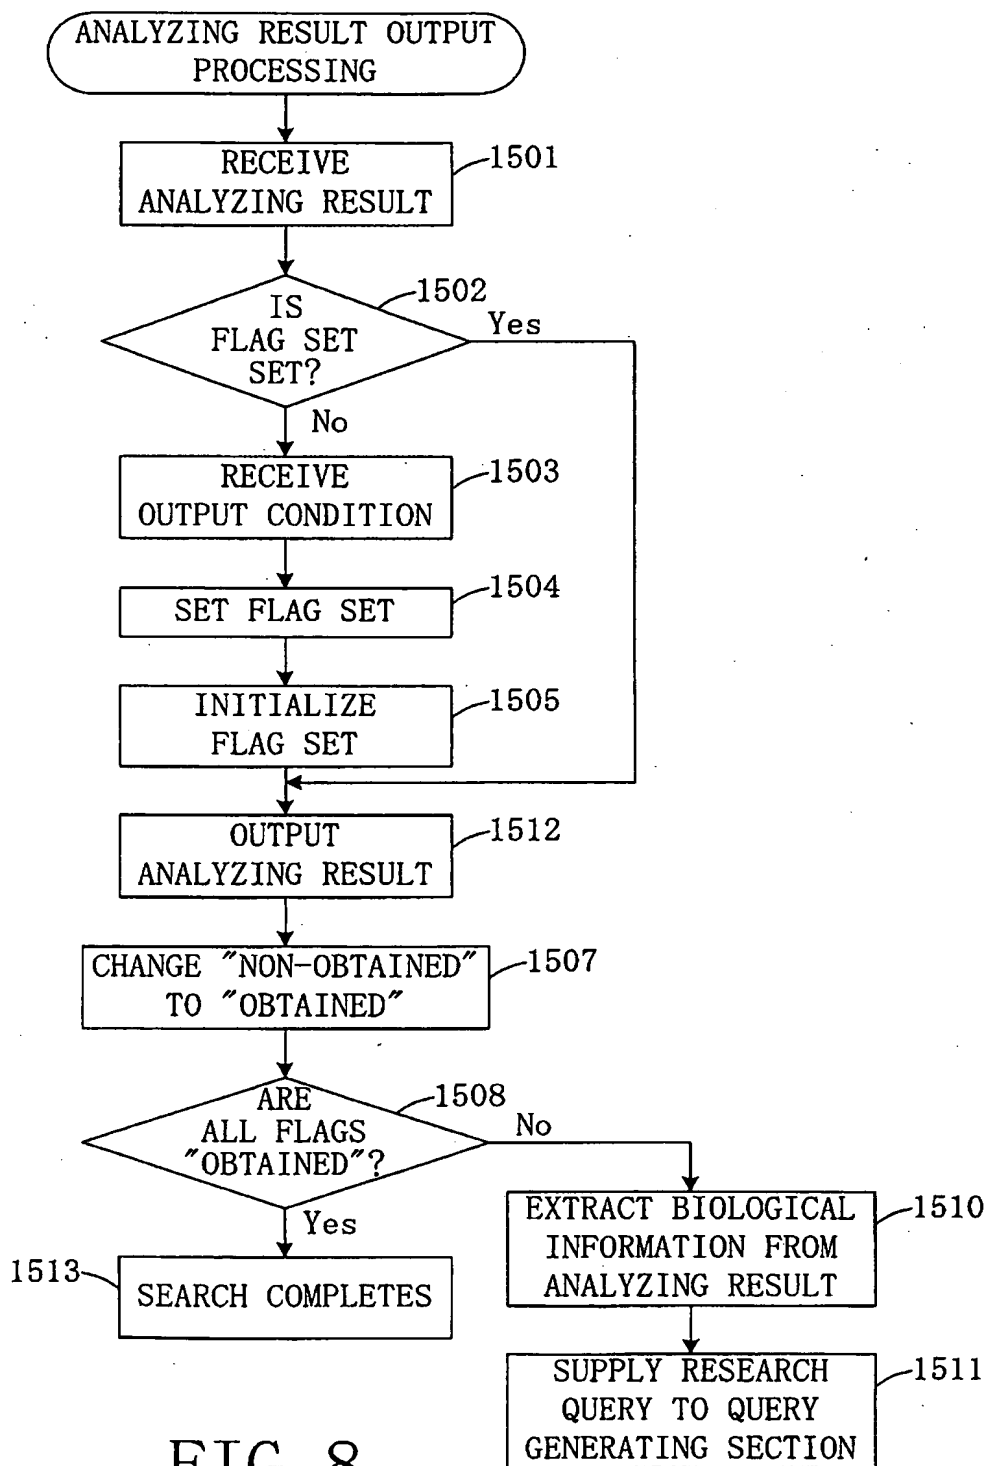 ANALYZING RESULT OUTPUT
PROCESSING
RECEIVE
ANALYZING RESULT
1501
IS
FLAG SET
SET?
1502
Yes
No
RECEIVE
OUTPUT CONDITION
1503
SET FLAG SET
1504
INITIALIZE
FLAG SET
1505
OUTPUT
ANALYZING RESULT
1512
CHANGE "NON-OBTAINED"
TO "OBTAINED"
1507
ARE
ALL FLAGS
"OBTAINED"?
1508
No
Yes
1513
SEARCH COMPLETES
EXTRACT BIOLOGICAL
INFORMATION FROM
ANALYZING RESULT
1510
SUPPLY RESEARCH
QUERY TO QUERY
GENERATING SECTION
1511
FIG. 8